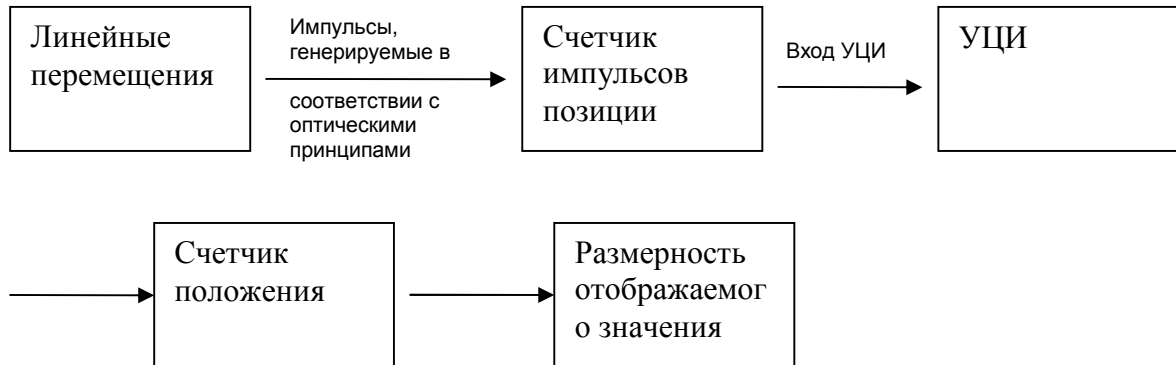 Линейные
перемещения
Импульсы,
генерируемые в
соответствии с
оптическими
принципами
Счетчик
импульсов
позиции
Вход УЦИ
УЦИ
Счетчик
положения
Размерность
отображаемог
о значения